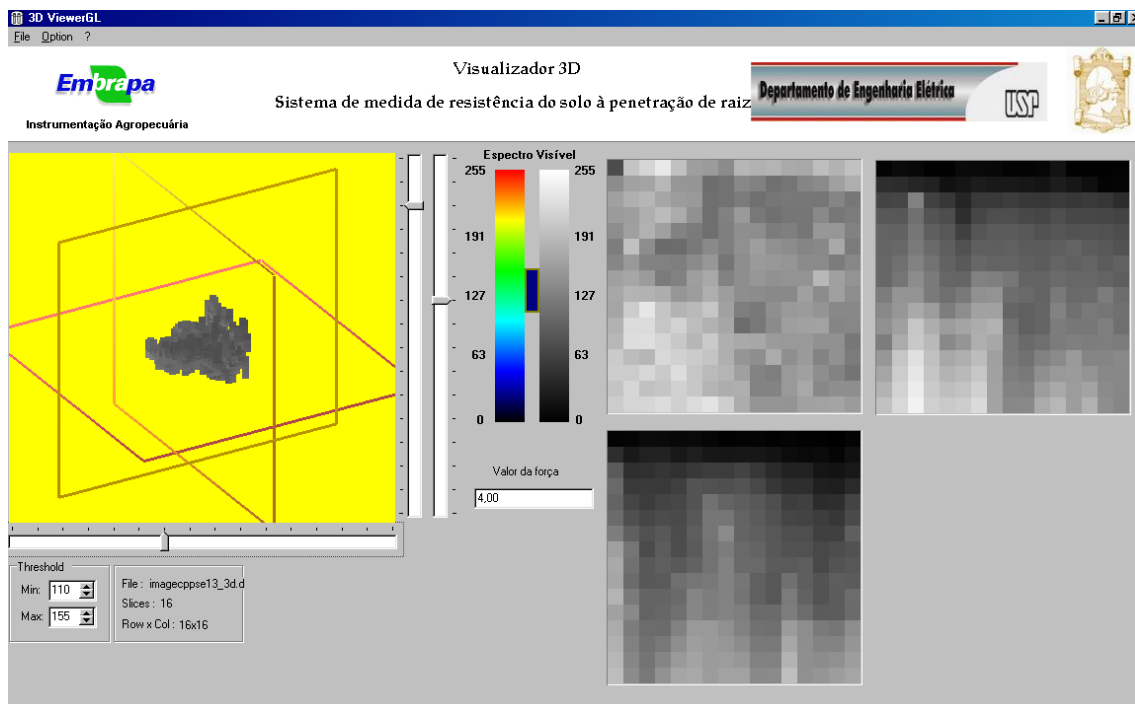 3D ViewerGL
File Option ?
Embrapa
Instrumentação Agropecuária
Visualizador 3D
Sistema de medida de resistência do solo à penetração de raiz
Departamento de Engenharia Elétrica
USP
Espectro Visível
255 255
191 191
127 127
63 63
0 0
Valor da força
4,00
Threshold
Min: 110
Max: 155
File : imagecppse13_3d.d
Slices : 16
Row x Col : 16x16